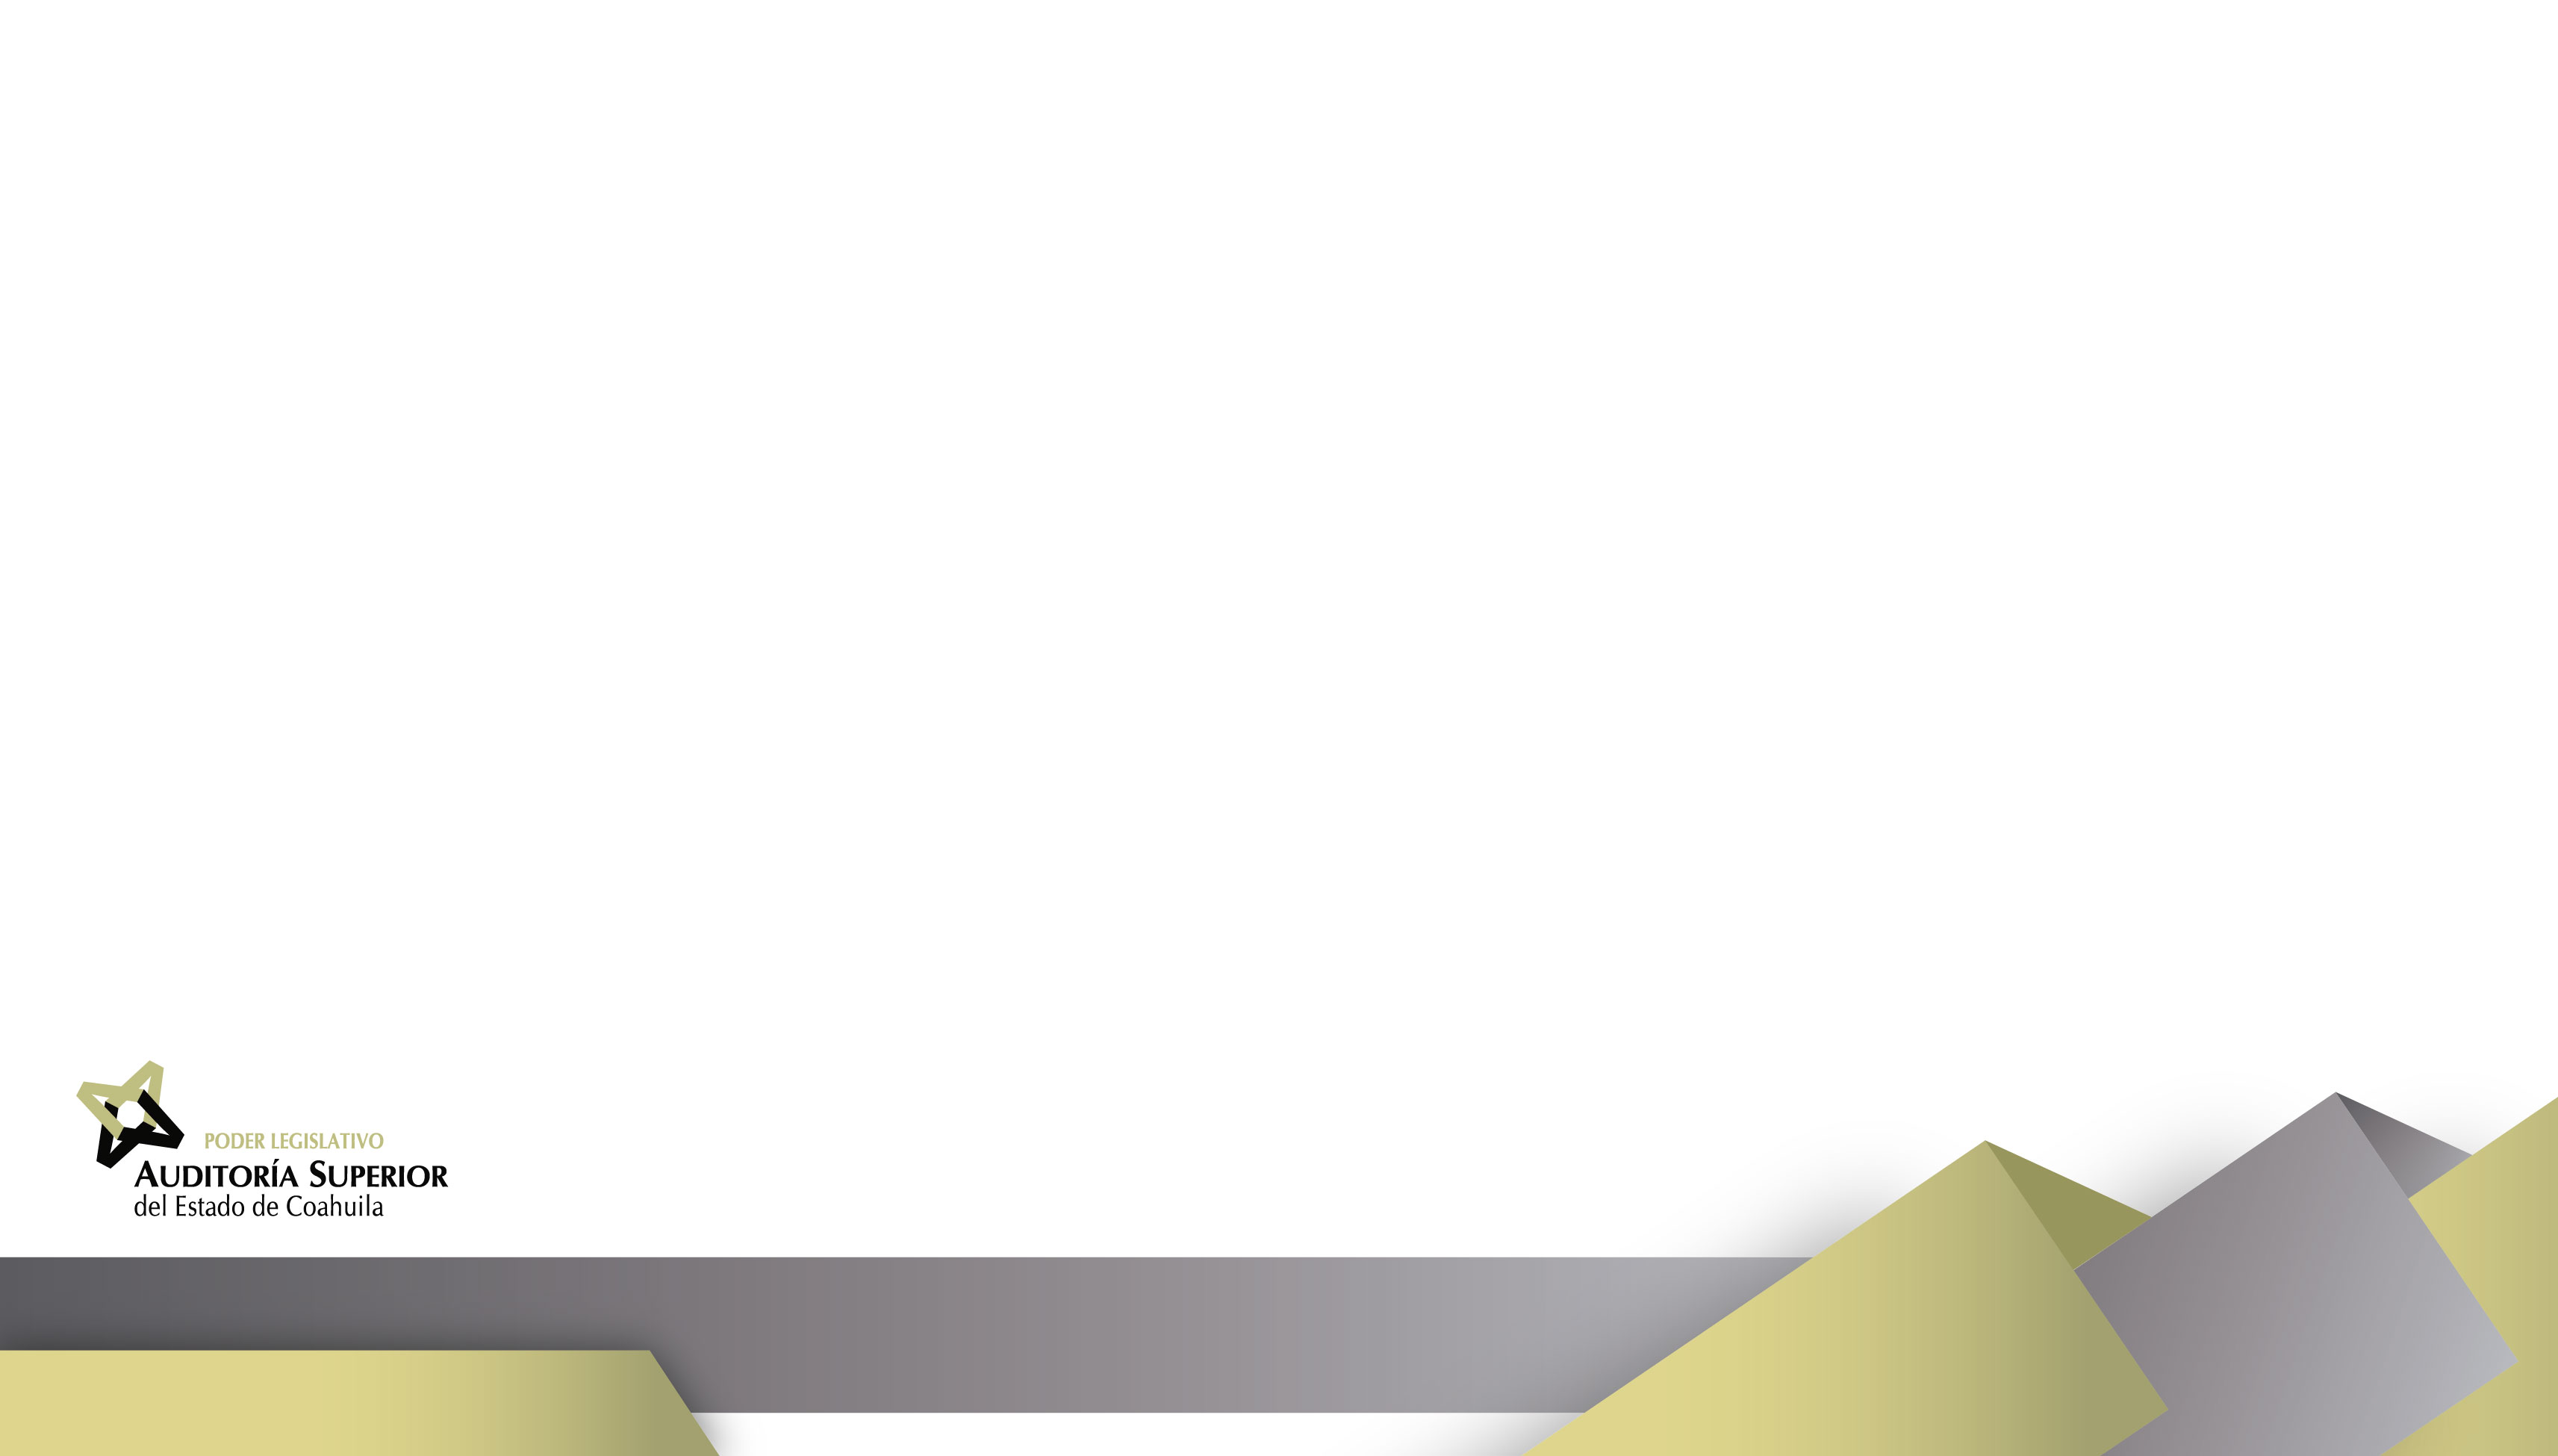 PODER LEGISLATIVO
AUDITORÍA SUPERIOR
del Estado de Coahuila